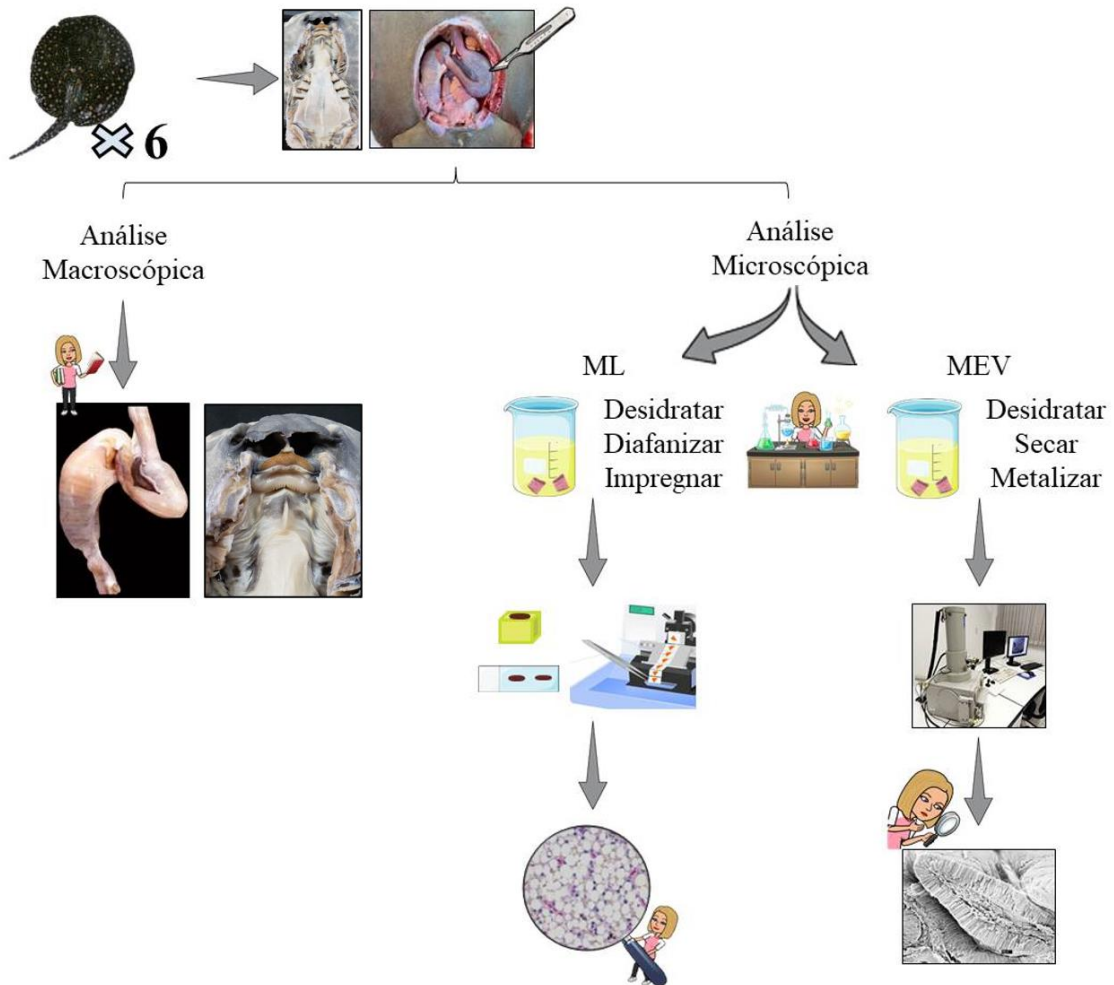 6
Análise
Macroscópica
Análise
Microscópica
ML
Desidratar
Diafanizar
Impregnar
MEV
Desidratar
Secar
Metalizar